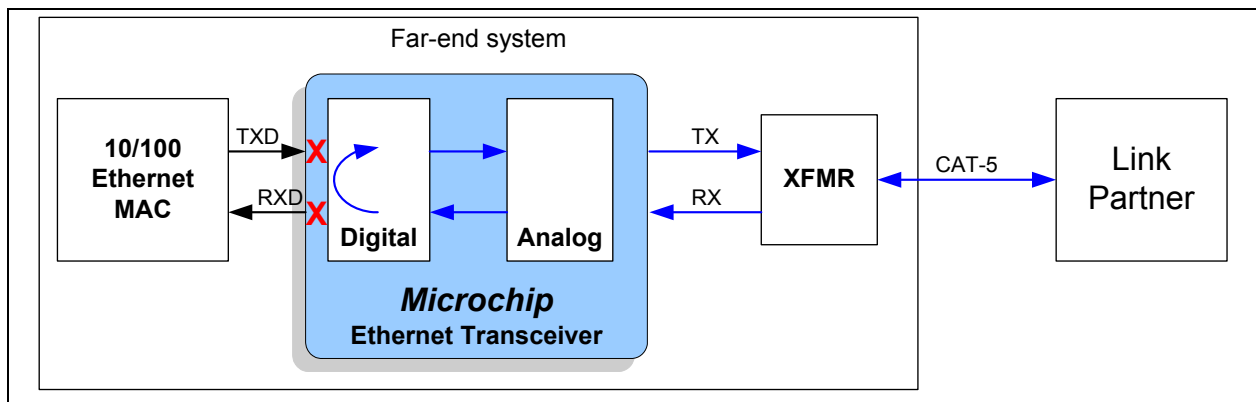 Far-end system
10/100
Ethernet
MAC
TXD
RXD
X
X
Digital
Analog
Microchip
Ethernet Transceiver
TX
RX
XFMR
CAT-5
Link
Partner